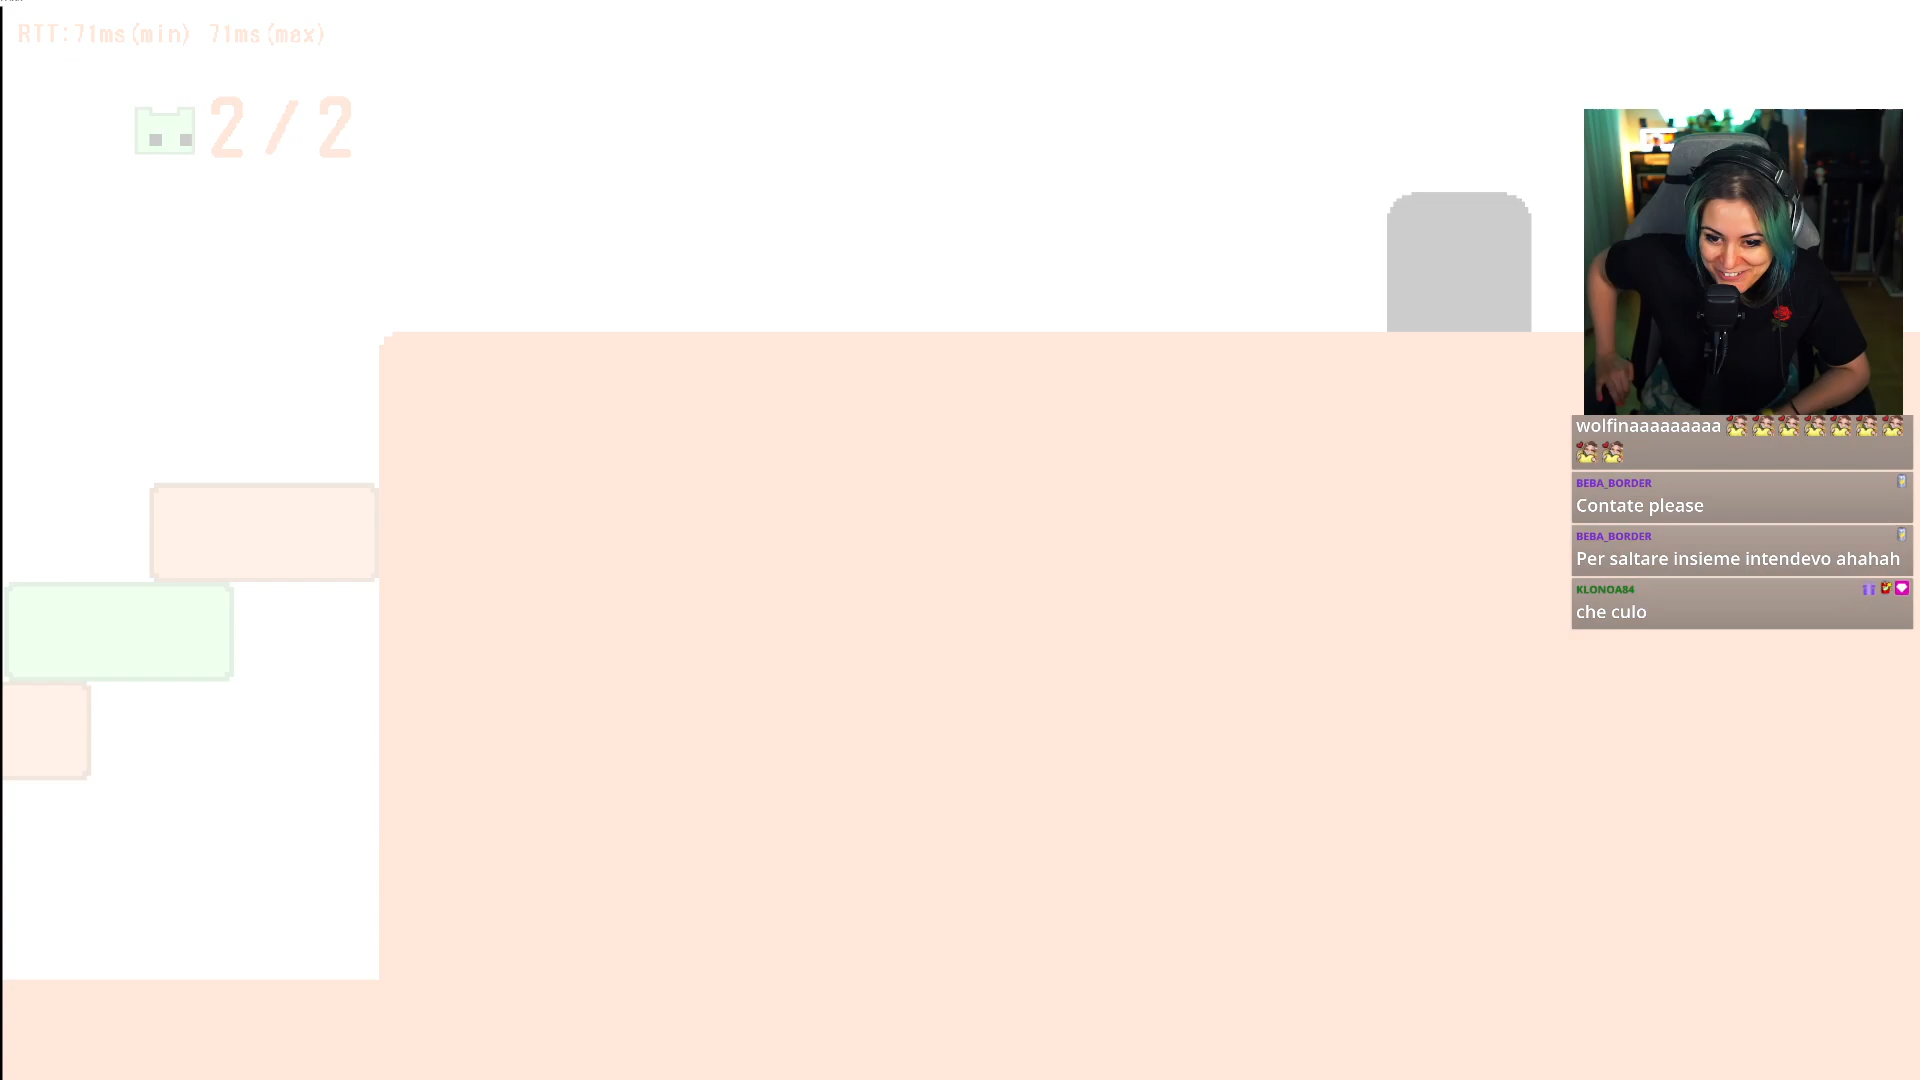 RTT:71ms(min) 71ms(max)
2/2
wolfinaaaaaaaaa
BEBA_BORDER
Contate please
BEBA_BORDER
Per saltare insieme intendevo ahahah
KLONOA84
che culo